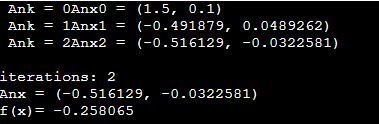 Ank = 0Anx0 = (1.5, 0.1)
Ank = 1Anx1 = (-0.491879, 0.0489262)
Ank = 2Anx2 = (-0.516129, -0.0322581)
iterations: 2
Anx = (-0.516129, -0.0322581)
f(x)= -0.258065